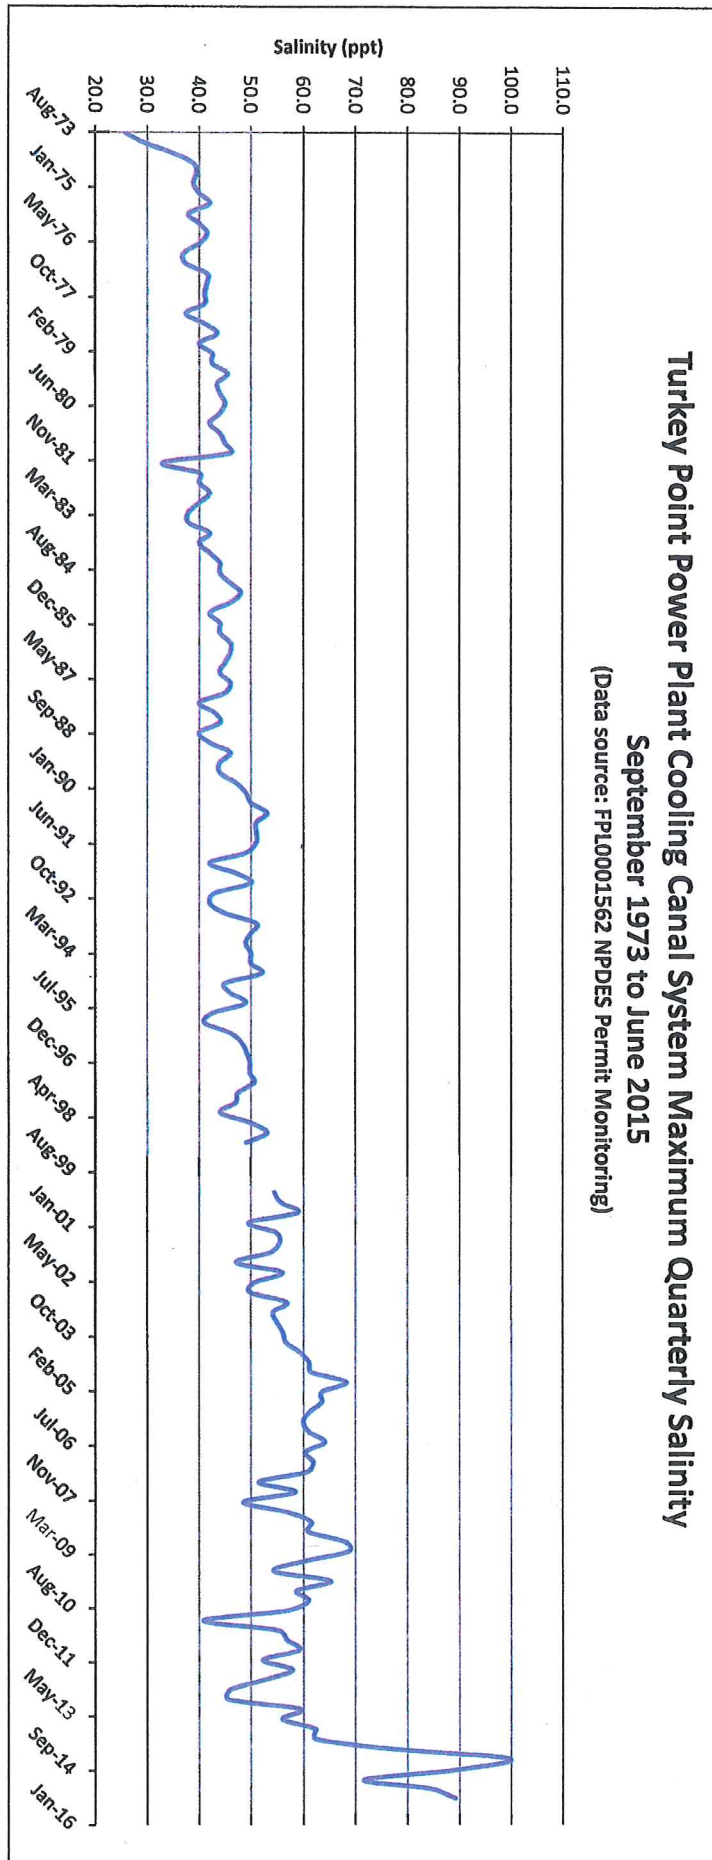 Turkey Point Power Plant Cooling Canal System Maximum Quarterly Salinity
September 1973 to June 2015
(Data source: FPL0001562 NPDES Permit Monitoring)
Salinity (ppt)
110.0
100.0
90.0
80.0
70.0
60.0
50.0
40.0
30.0
20.0
Aug-73
Jan-75
May-76
Oct-77
Feb-79
Jun-80
Nov-81
Mar-83
Aug-84
Dec-85
May-87
Sep-88
Jan-90
Jun-91
Oct-92
Mar-94
Jul-95
Dec-96
Apr-98
Aug-99
Jan-01
May-02
Oct-03
Feb-05
Jul-06
Nov-07
Mar-09
Aug-10
Dec-11
May-13
Sep-14
Jan-16